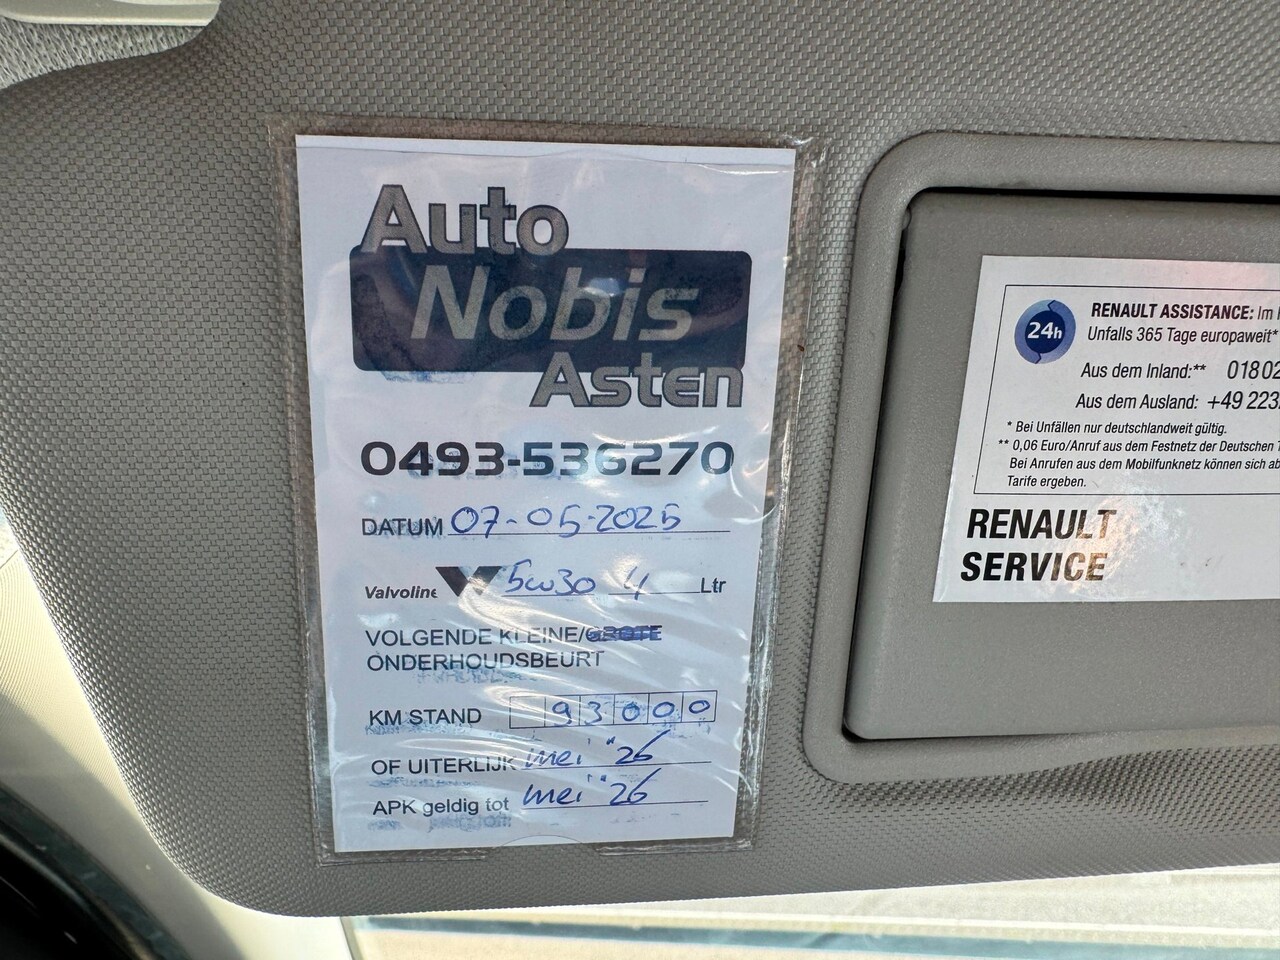 Auto
Nobis
Asten
0493-536270
DATUM 07-05-2025
Valvoline 5w30 4 Ltr
VOLGENDE KLEINE/GROTE
ONDERHOUDSBEURT
KM STAND 93000
OF UITERLIJK mei "26
APK geldig tot mei "26
24h
RENAULT ASSISTANCE: Im
Unfalls 365 Tage europaweit*
Aus dem Inland:** 01802
Aus dem Ausland: +49 223
* Bei Unfällen nur deutschlandweit gültig.
** 0,06 Euro/Anruf aus dem Festnetz der Deutschen
Bei Anrufen aus dem Mobilfunknetz können sich ab
Tarife ergeben.
RENAULT
SERVICE